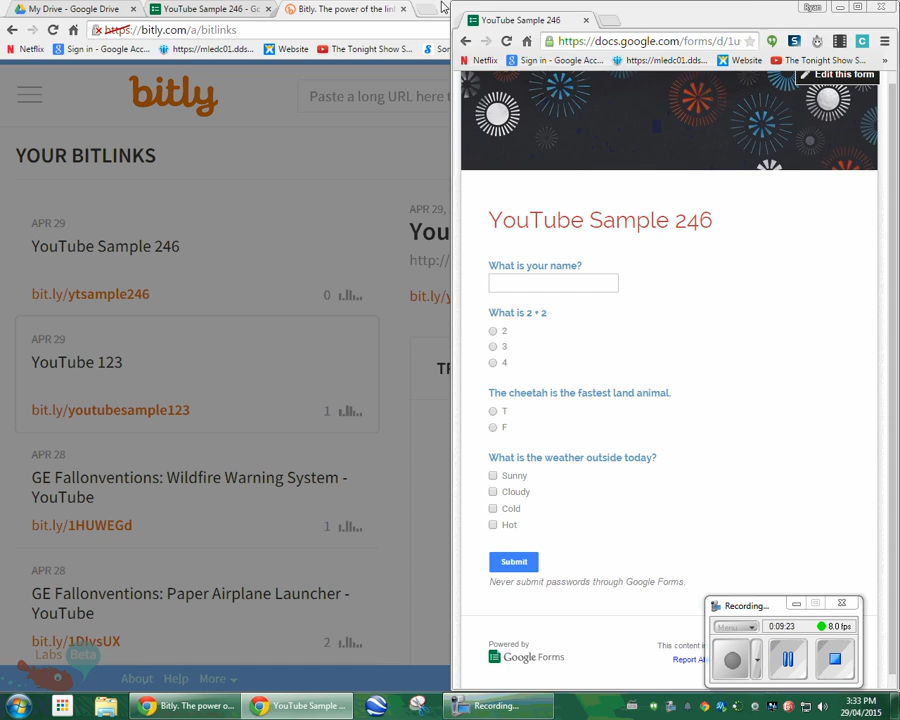 My Drive - Google Drive
YouTube Sample 246 - Go
Bitly. The power of the lin
https://bitly.com/a/bitlinks
Netflix
Sign in - Google Acc...
https://mledc01.dds...
Website
The Tonight Show S...
bitly
Paste a long URL here t
YOUR BITLINKS
APR 29
YouTube Sample 246
bit.ly/ytsample246
0
APR 29
YouTube 123
bit.ly/youtubesample123
1
APR 28
GE Fallonventions: Wildfire Warning System -
YouTube
bit.ly/1HUWEGd
1
APR 28
GE Fallonventions: Paper Airplane Launcher -
YouTube
2
Labs Beta
About Help More
APR 29,
You
http://
bit.ly/y
Ryan
YouTube Sample 246
https://docs.google.com/forms/d/1u
Netflix
Sign in - Google Acc...
https://mledc01.dds...
Website
The Tonight Show S...
»
Edit this form
YouTube Sample 246
What is your name?
What is 2 + 2
2
3
4
The cheetah is the fastest land animal.
T
F
What is the weather outside today?
Sunny
Cloudy
Cold
Hot
Submit
Never submit passwords through Google Forms.
Powered by
Google Forms
This content i
Report Ab
Recording...
Menu
0:09:23
8.0 fps
Bitly. The power o...
YouTube Sample ...
Recording...
3:33 PM
29/04/2015